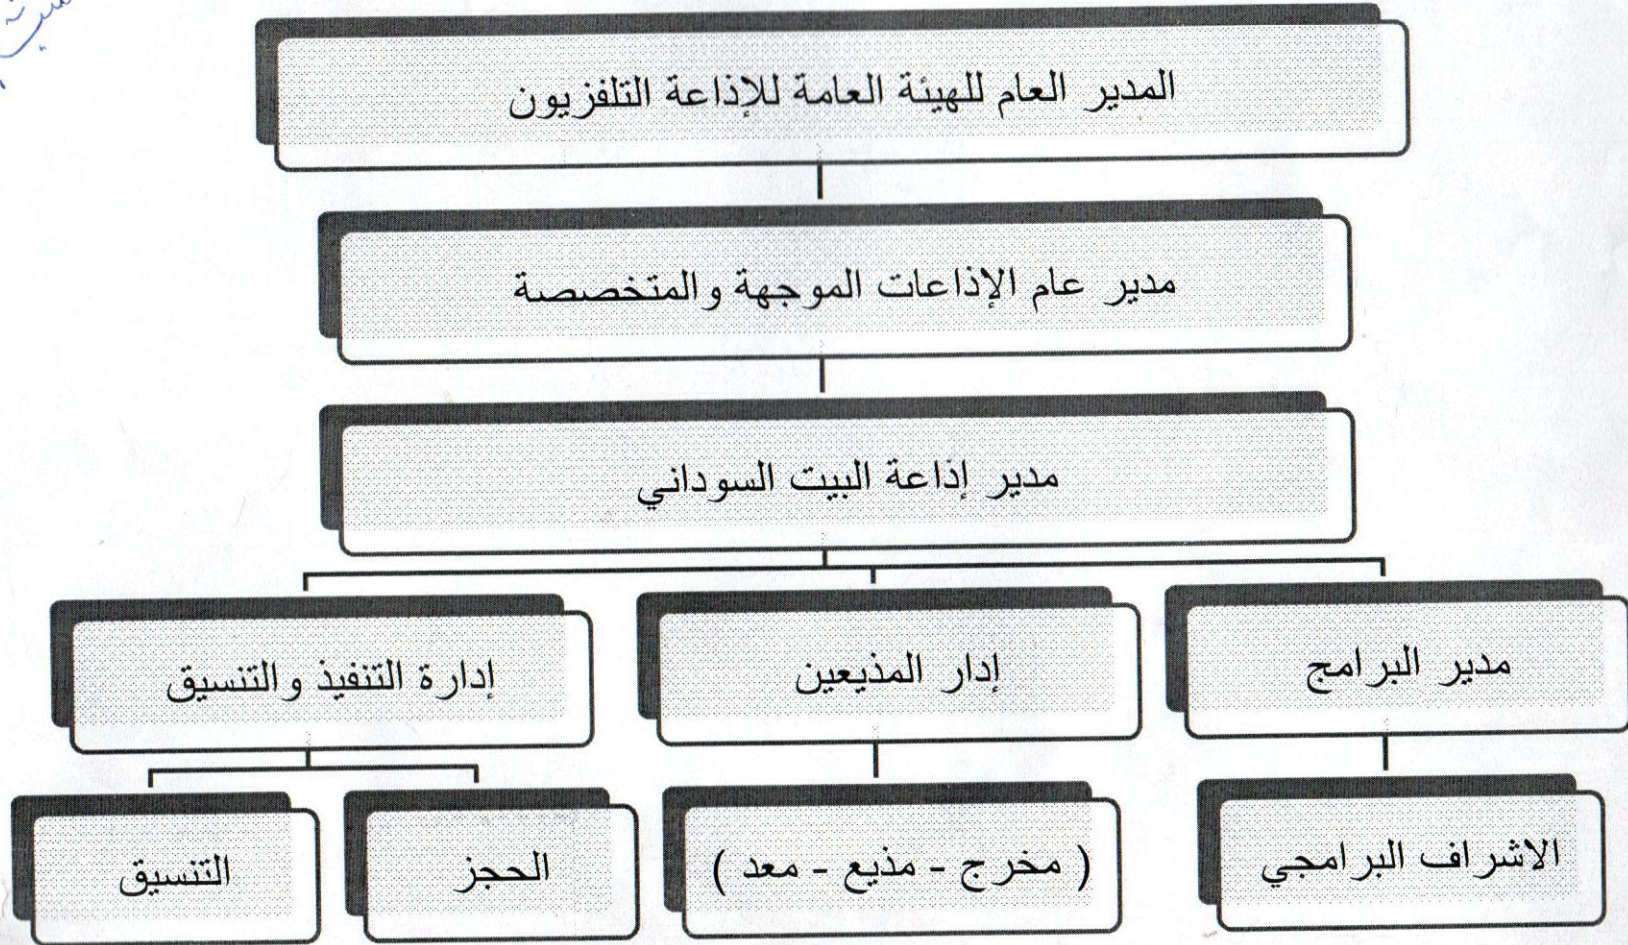 المدير العام للهيئة العامة للإذاعة التلفزيون
مدير عام الإذاعات الموجهة والمتخصصة
مدير إذاعة البيت السوداني
مدير البرامج
إدار المذيعين
إدارة التنفيذ والتنسيق
الاشراف البرامجي
( مخرج - مذيع - معد )
الحجز
التنسيق